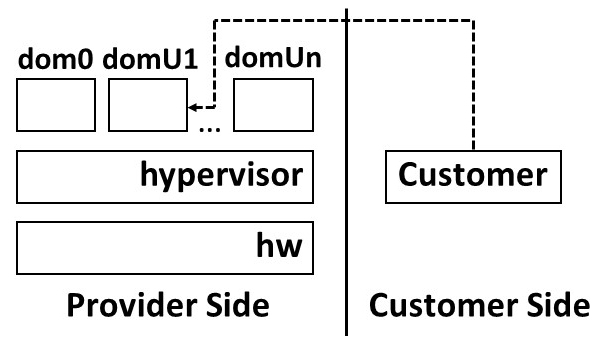 dom0 domU1 domUn
...
hypervisor
Customer
hw
Provider Side
Customer Side